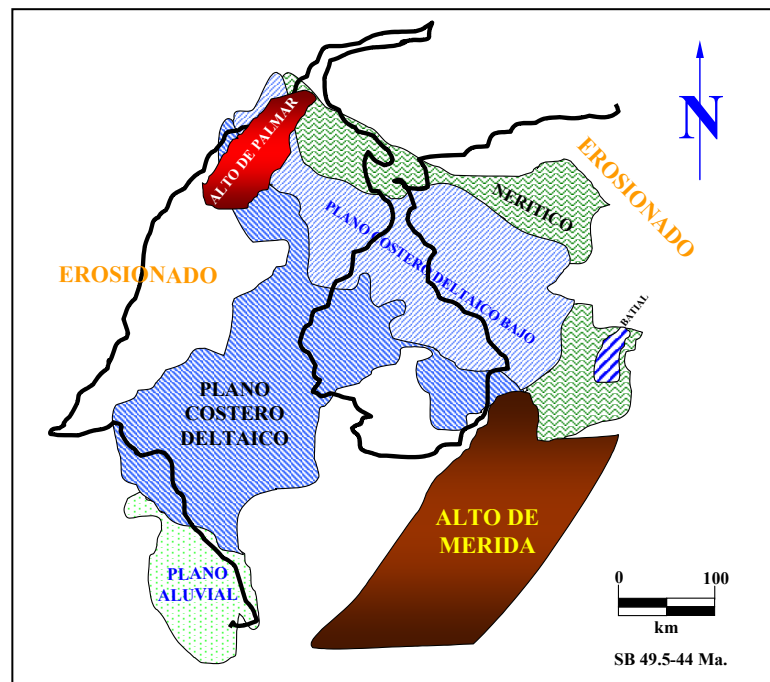 N
ALTO DE PALMAR
EROSIONADO
NERITICO
PLANO COSTERO DELTAICO BAJO
EROSIONADO
BATIAL
PLANO
COSTERO
DELTAICO
ALTO DE
MERIDA
PLANO
ALUVIAL
0 100
km
SB 49.5-44 Ma.